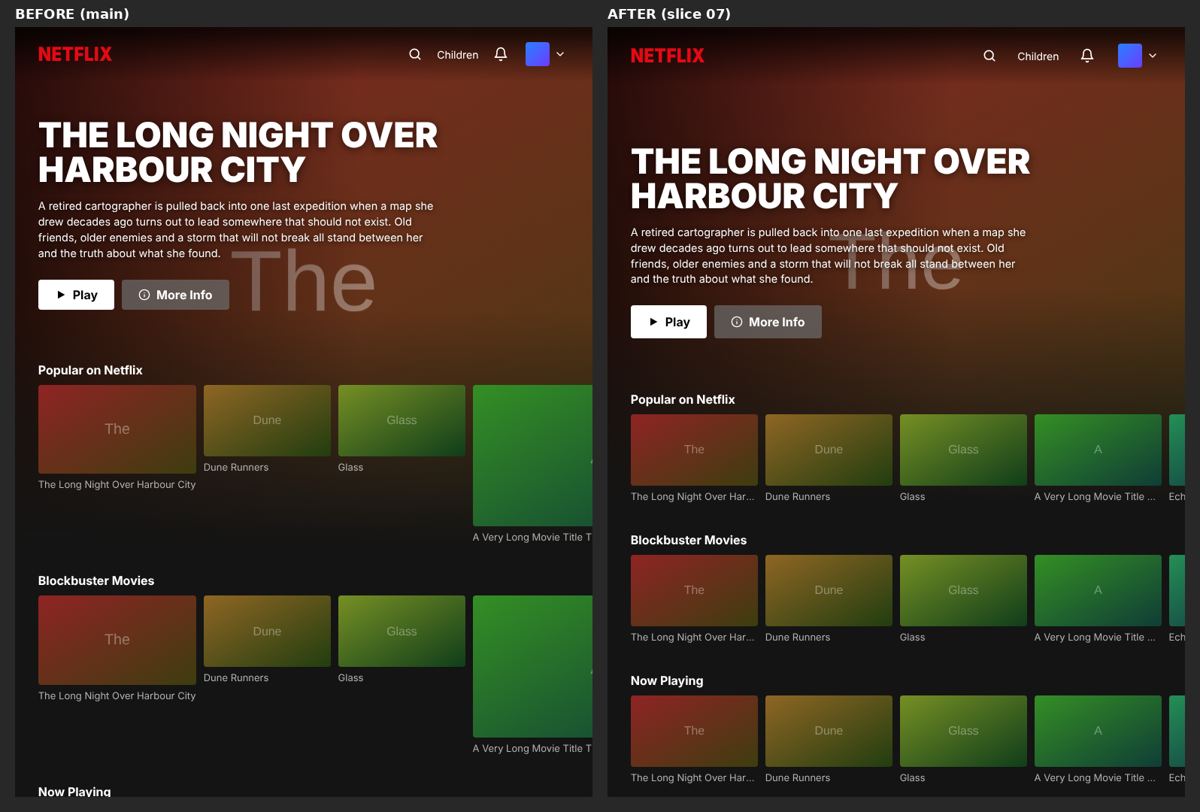 BEFORE (main)
NETFLIX
Children
THE LONG NIGHT OVER
HARBOUR CITY
A retired cartographer is pulled back into one last expedition when a map she
drew decades ago turns out to lead somewhere that should not exist. Old
friends, older enemies and a storm that will not break all stand between her
and the truth about what she found.
The
Play
More Info
Popular on Netflix
The
Dune
Glass
The Long Night Over Harbour City
Dune Runners
Glass
A Very Long Movie Title T
Blockbuster Movies
The
Dune
Glass
The Long Night Over Harbour City
Dune Runners
Glass
A Very Long Movie Title T
Now Playing
AFTER (slice 07)
NETFLIX
Children
THE LONG NIGHT OVER
HARBOUR CITY
A retired cartographer is pulled back into one last expedition when a map she
drew decades ago turns out to lead somewhere that should not exist. Old
friends, older enemies and a storm that will not break all stand between her
and the truth about what she found.
The
Play
More Info
Popular on Netflix
The
Dune
Glass
A
The Long Night Over Har...
Dune Runners
Glass
A Very Long Movie Title ...
Ech
Blockbuster Movies
The
Dune
Glass
A
The Long Night Over Har...
Dune Runners
Glass
A Very Long Movie Title ...
Ech
Now Playing
The
Dune
Glass
A
The Long Night Over Har...
Dune Runners
Glass
A Very Long Movie Title ...
Ech